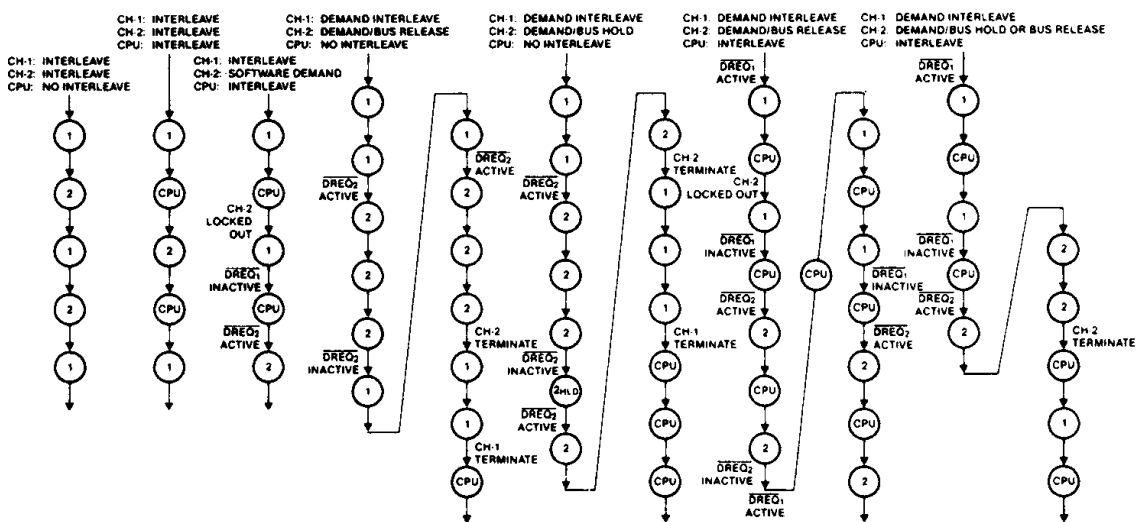 CH-1: INTERLEAVE
CH-2: INTERLEAVE
CPU: NO INTERLEAVE
1
2
1
2
1
CH-1: INTERLEAVE
CH-2: INTERLEAVE
CPU: INTERLEAVE
1
CPU
2
CPU
1
CH-1: INTERLEAVE
CH-2: SOFTWARE DEMAND
CPU: INTERLEAVE
1
CPU
CH-2
LOCKED
OUT
1
DREQ1
INACTIVE
CPU
DREQ2
ACTIVE
2
CH-1: DEMAND INTERLEAVE
CH-2: DEMAND/BUS RELEASE
CPU: NO INTERLEAVE
1
1
DREQ2
ACTIVE
2
2
2
DREQ2
INACTIVE
1
1
DREQ2
ACTIVE
2
2
2
CH-2
TERMINATE
1
1
CH-1
TERMINATE
CPU
CH-1: DEMAND INTERLEAVE
CH-2: DEMAND/BUS HOLD
CPU: NO INTERLEAVE
1
1
DREQ2
ACTIVE
2
2
2
DREQ2
INACTIVE
2HLD
DREQ2
ACTIVE
2
2
CH-2
TERMINATE
1
1
1
CH-1
TERMINATE
CPU
CPU
CPU
CH-1: DEMAND INTERLEAVE
CH-2: DEMAND/BUS RELEASE
CPU: INTERLEAVE
DREQ1
ACTIVE
1
CPU
CH-2
LOCKED OUT
1
DREQ1
INACTIVE
CPU
DREQ2
ACTIVE
2
CPU
2
DREQ2
INACTIVE
DREQ1
ACTIVE
CPU
1
CPU
1
DREQ1
INACTIVE
CPU
DREQ2
ACTIVE
2
CPU
2
CH-1 DEMAND INTERLEAVE
CH-2. DEMAND/BUS HOLD OR BUS RELEASE
CPU: INTERLEAVE
DREQ1
ACTIVE
1
CPU
1
DREQ1
INACTIVE
CPU
DREQ2
ACTIVE
2
2
2
CH-2
TERMINATE
CPU
1
CPU